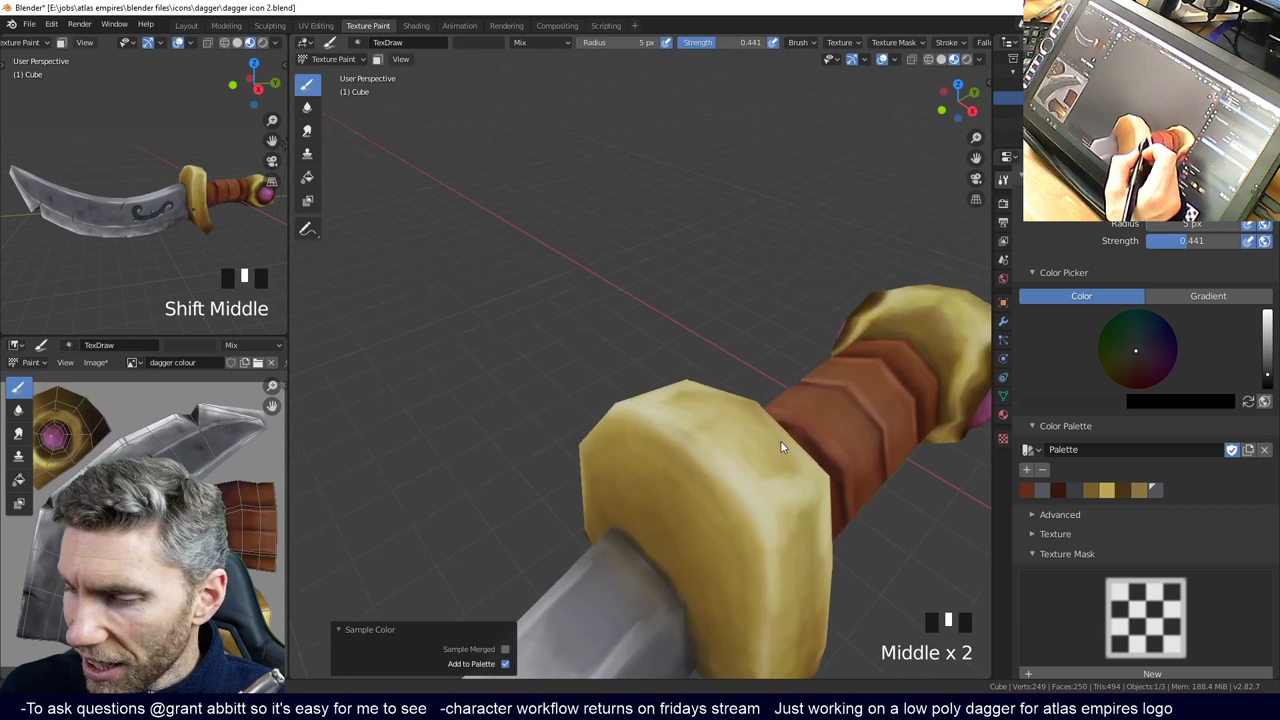 Blender* [E:\jobs\atlas empires\blender files\icons\dagger\dagger icon 2.blend]
File Edit Render Window Help Layout Modeling Sculpting UV Editing Texture Paint Shading Animation Rendering Compositing Scripting
exture Paint View TexDraw Mix Radius 5 px Strength 0.441 Brush Texture Texture Mask Stroke Fallo
Texture Paint View
User Perspective
(1) Cube
User Perspective
(1) Cube
Shift Middle
TexDraw Mix
Paint View Image* dagger colour
Sample Color
Sample Merged
Add to Palette
Middle x 2
Radius 5 px
Strength 0.441
Color Picker
Color Gradient
Color Palette
Palette
Advanced
Texture
Texture Mask
New
Cube | Verts:249 | Faces:250 | Tris:494 | Objects:1/3 | Mem: 188.4 MiB | v2.82.7
-To ask questions @grant abbitt so it's easy for me to see -character workflow returns on fridays stream Just working on a low poly dagger for atlas empires logo